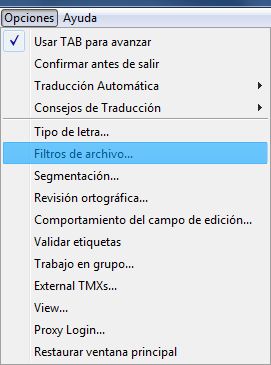 Opciones Ayuda
Usar TAB para avanzar
Confirmar antes de salir
Traducción Automática
Consejos de Traducción
Tipo de letra...
Filtros de archivo...
Segmentación...
Revisión ortográfica...
Comportamiento del campo de edición...
Validar etiquetas
Trabajo en grupo...
External TMXs...
View...
Proxy Login...
Restaurar ventana principal